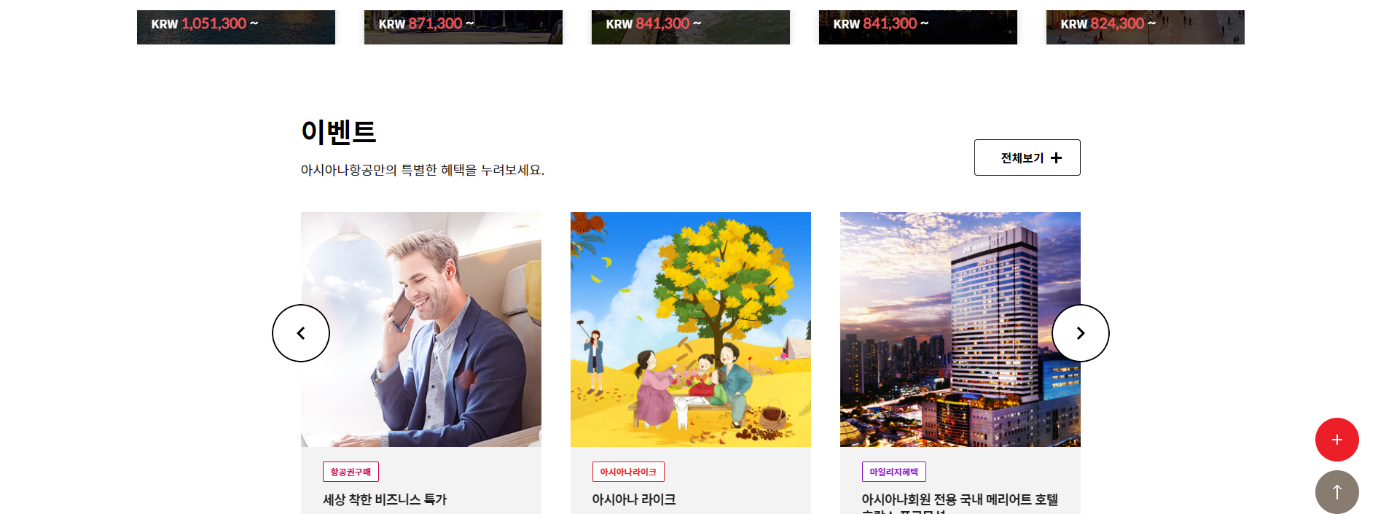 KRW 1,051,300 ~
KRW 871,300 ~
KRW 841,300 ~
KRW 841,300 ~
KRW 824,300 ~
이벤트
아시아나항공만의 특별한 혜택을 누려보세요.
전체보기 +
항공권구매
세상 착한 비즈니스 특가
아시아나라이크
아시아나 라이크
마일리지혜택
아시아나회원 전용 국내 메리어트 호텔